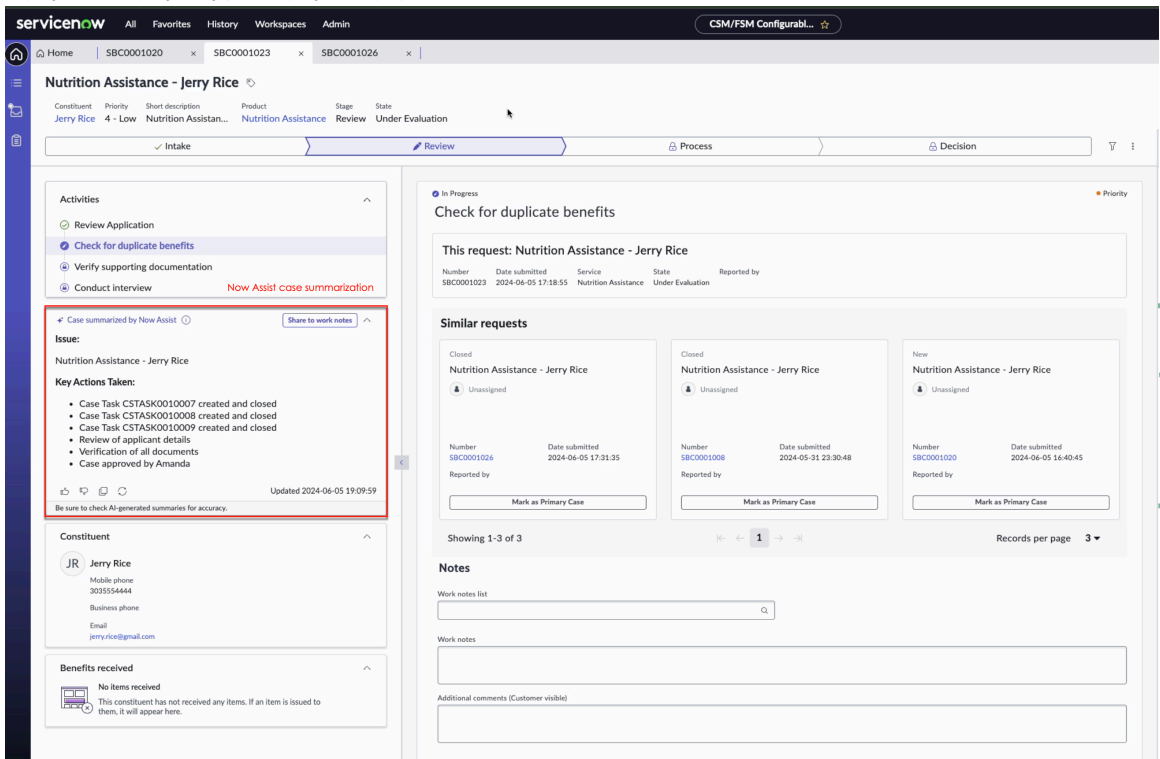 servicenow All Favorites History Workspaces Admin CSM/FSM Configurabl...
Home SBC0001020 × SBC0001023 × SBC0001026 ×
Nutrition Assistance - Jerry Rice
Constituent Priority Short description Product Stage State
Jerry Rice 4 - Low Nutrition Assistan... Nutrition Assistance Review Under Evaluation
Intake Review Process Decision
Activities
Review Application
Check for duplicate benefits
Verify supporting documentation
Conduct interview
Now Assist case summarization
Case summarized by Now Assist Share to work notes
Issue:
Nutrition Assistance - Jerry Rice
Key Actions Taken:
• Case Task CSTASK0010007 created and closed
• Case Task CSTASK0010008 created and closed
• Case Task CSTASK0010009 created and closed
• Review of applicant details
• Verification of all documents
• Case approved by Amanda
Updated 2024-06-05 19:09:59
Be sure to check AI-generated summaries for accuracy.
Constituent
JR Jerry Rice
Mobile phone
3035554444
Business phone
Email
jerry.rice@gmail.com
Benefits received
No items received
This constituent has not received any items. If an item is issued to
them, it will appear here.
In Progress Priority
Check for duplicate benefits
This request: Nutrition Assistance - Jerry Rice
Number Date submitted Service State Reported by
SBC0001023 2024-06-05 17:18:55 Nutrition Assistance Under Evaluation
Similar requests
Closed
Nutrition Assistance - Jerry Rice
Unassigned
Number Date submitted
SBC0001026 2024-06-05 17:31:35
Reported by
Mark as Primary Case
Closed
Nutrition Assistance - Jerry Rice
Unassigned
Number Date submitted
SBC0001008 2024-05-31 23:30:48
Reported by
Mark as Primary Case
New
Nutrition Assistance - Jerry Rice
Unassigned
Number Date submitted
SBC0001020 2024-06-05 16:40:45
Reported by
Mark as Primary Case
Showing 1-3 of 3 1 Records per page 3
Notes
Work notes list
Work notes
Additional comments (Customer visible)